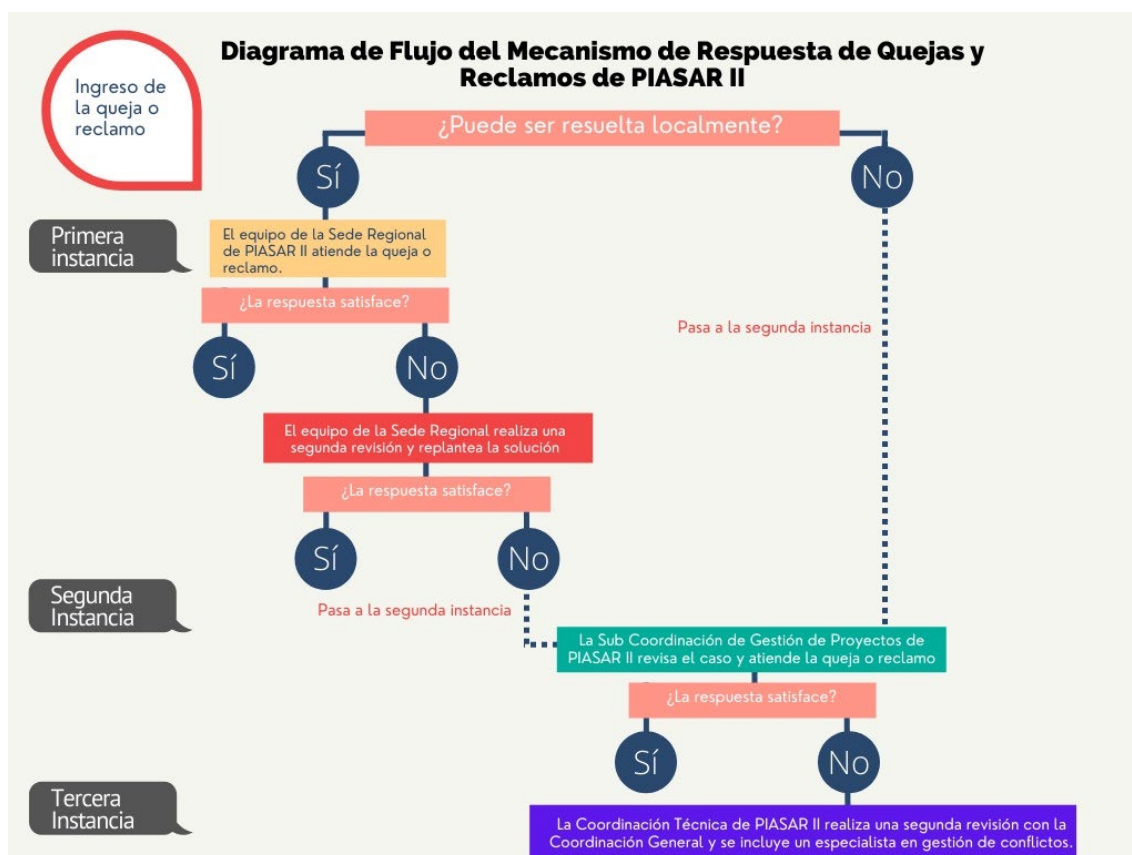 Diagrama de Flujo del Mecanismo de Respuesta de Quejas y
Reclamos de PIASAR II
Ingreso de
la queja o
reclamo
¿Puede ser resuelta localmente?
Sí
No
Primera
instancia
El equipo de la Sede Regional
de PIASAR II atiende la queja o
reclamo.
¿La respuesta satisface?
Pasa a la segunda instancia
Sí
No
El equipo de la Sede Regional realiza una
segunda revisión y replantea la solución
¿La respuesta satisface?
Sí
No
Segunda
Instancia
Pasa a la segunda instancia
La Sub Coordinación de Gestión de Proyectos de
PIASAR II revisa el caso y atiende la queja o reclamo
¿La respuesta satisface?
Sí
No
Tercera
Instancia
La Coordinación Técnica de PIASAR II realiza una segunda revisión con la
Coordinación General y se incluye un especialista en gestión de conflictos.